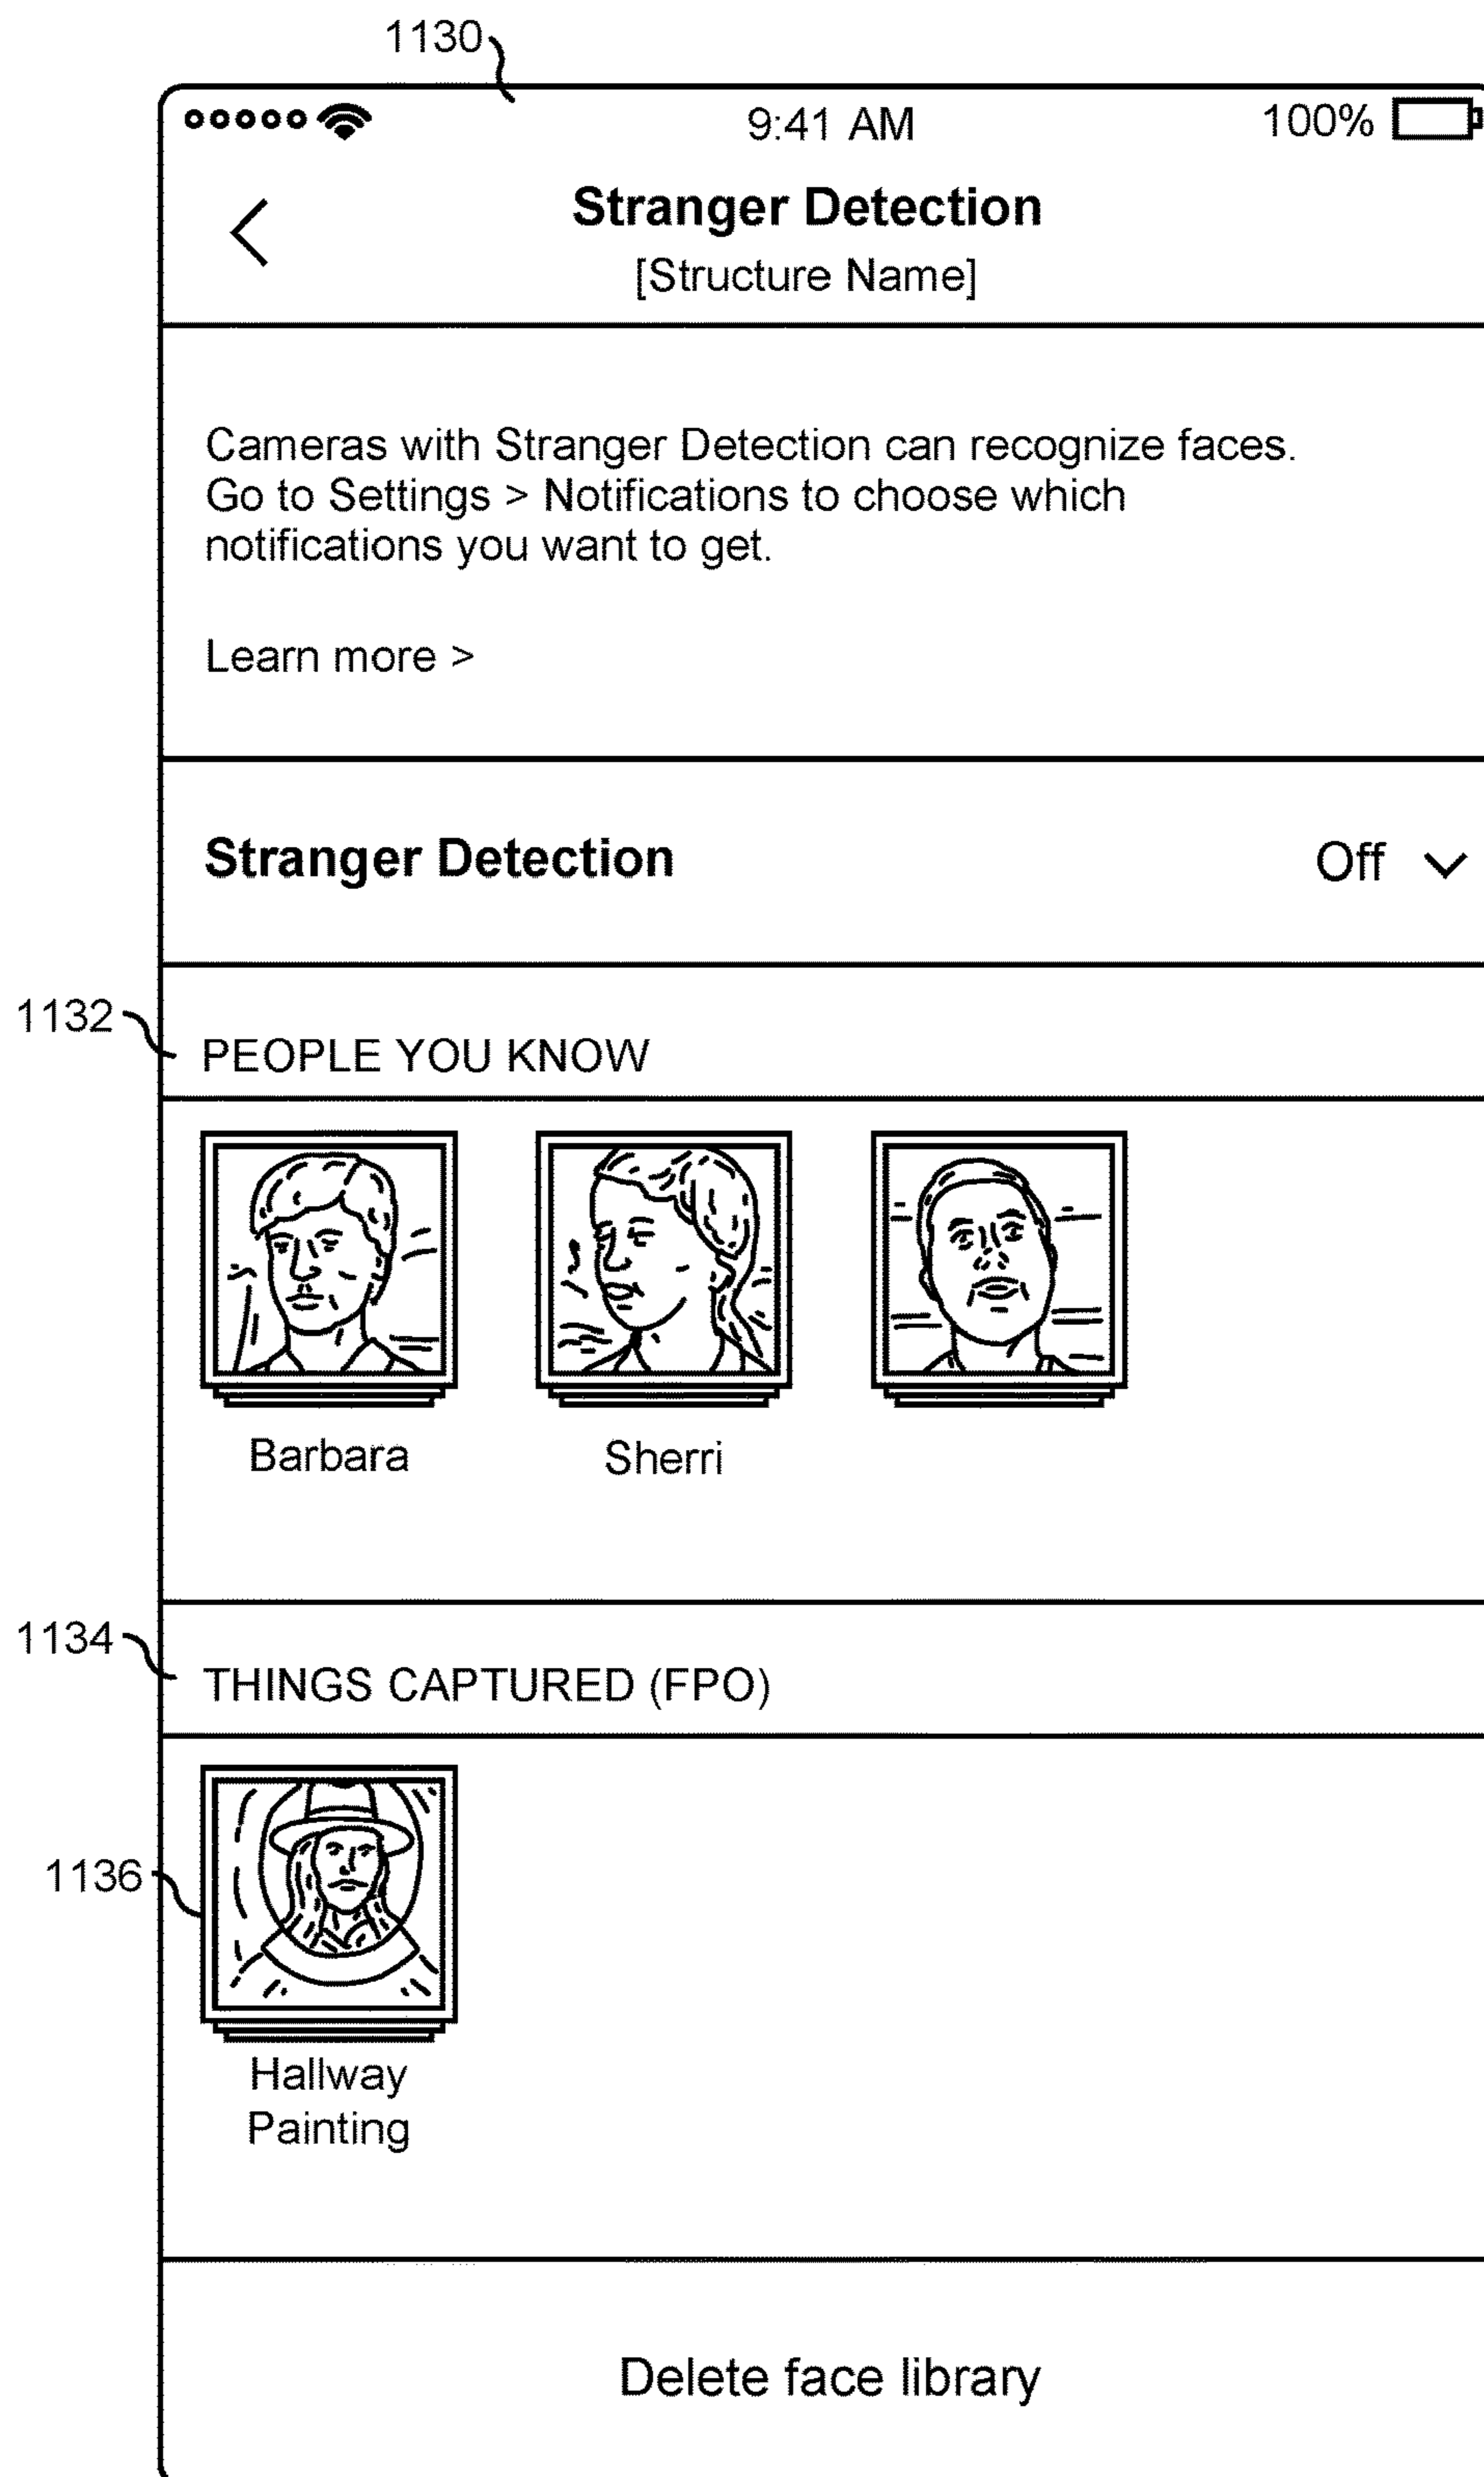 1130
9:41 AM 100%
Stranger Detection
[Structure Name]
Cameras with Stranger Detection can recognize faces.
Go to Settings > Notifications to choose which
notifications you want to get.
Learn more >
Stranger Detection Off
1132
PEOPLE YOU KNOW
Barbara Sherri
1134
THINGS CAPTURED (FPO)
1136
Hallway
Painting
Delete face library